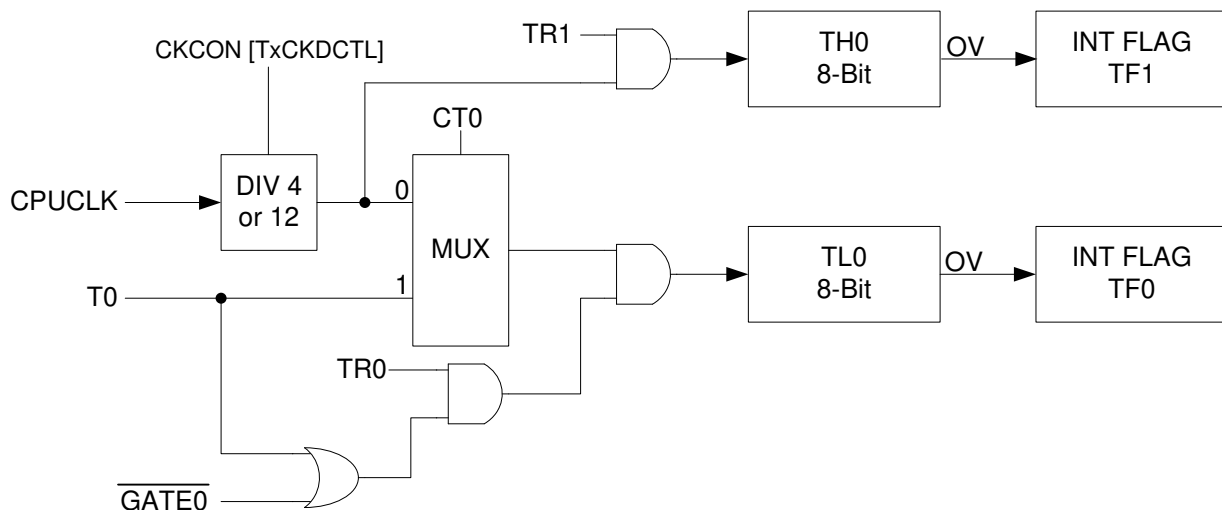 TR1
CKCON [TxCKDCTL]
TH0
8-Bit
OV
INT FLAG
TF1
CT0
CPUCLK
DIV 4
or 12
0
MUX
1
T0
TL0
8-Bit
OV
INT FLAG
TF0
TR0
GATE0